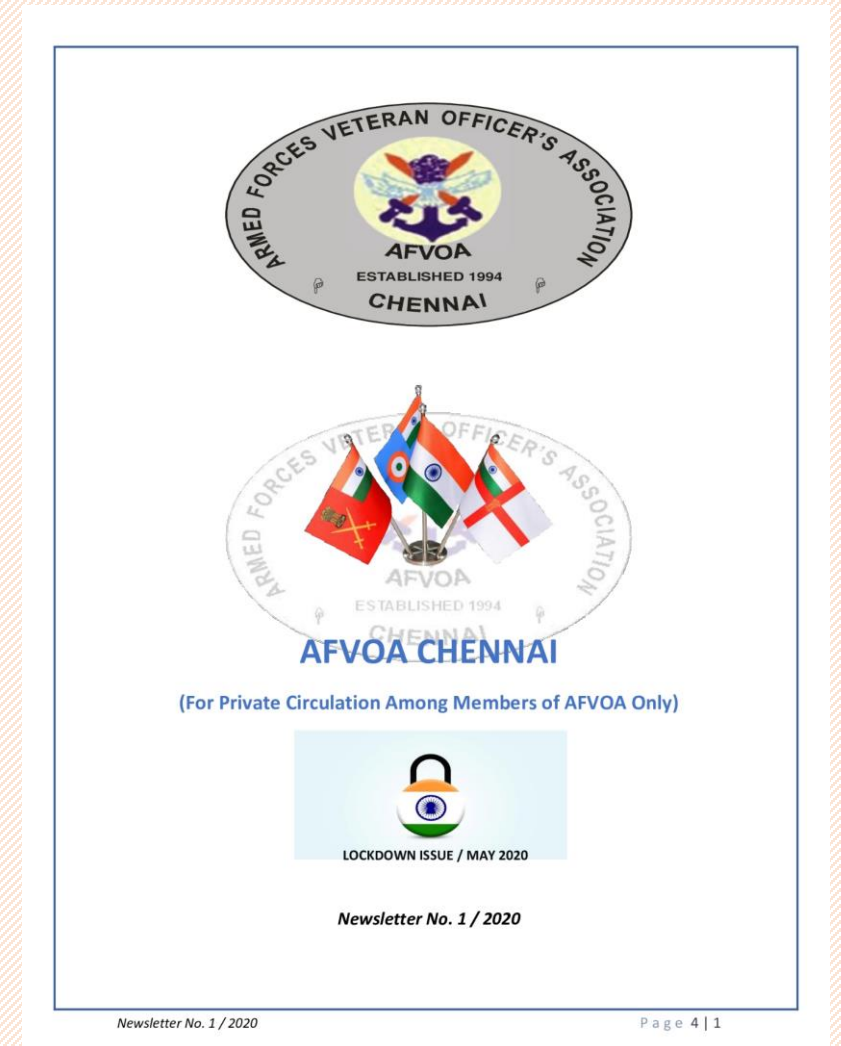 ARMED FORCES VETERAN OFFICER'S ASSOCIATION
AFVOA
ESTABLISHED 1994
CHENNAI
ARMED FORCES VETERAN OFFICER'S ASSOCIATION
AFVOA
ESTABLISHED 1994
CHENNAI
AFVOA CHENNAI
(For Private Circulation Among Members of AFVOA Only)
LOCKDOWN ISSUE / MAY 2020
Newsletter No. 1 / 2020
Newsletter No. 1 / 2020 Page 4 | 1